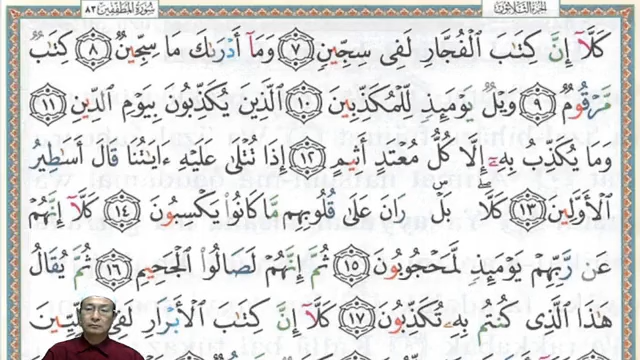 سورة المطففين ٨٣
الجزء الثلاثون
كَلَّآ إِنَّ كِتَٰبَ ٱلْفُجَّارِ لَفِى سِجِّينٍ ٧ وَمَآ أَدْرَىٰكَ مَا سِجِّينٌ ٨ كِتَٰبٌ
مَّرْقُومٌ ٩ وَيْلٌ يَوْمَئِذٍ لِّلْمُكَذِّبِينَ ١٠ ٱلَّذِينَ يُكَذِّبُونَ بِيَوْمِ ٱلدِّينِ ١١
وَمَا يُكَذِّبُ بِهِۦٓ إِلَّا كُلُّ مُعْتَدٍ أَثِيمٍ ١٢ إِذَا تُتْلَىٰ عَلَيْهِ ءَايَٰتُنَا قَالَ أَسَٰطِيرُ
ٱلْأَوَّلِينَ ١٣ كَلَّا ۖ بَلْ ۜ رَانَ عَلَىٰ قُلُوبِهِم مَّا كَانُوا۟ يَكْسِبُونَ ١٤ كَلَّآ إِنَّهُمْ
عَن رَّبِّهِمْ يَوْمَئِذٍ لَّمَحْجُوبُونَ ١٥ ثُمَّ إِنَّهُمْ لَصَالُوا۟ ٱلْجَحِيمِ ١٦ ثُمَّ يُقَالُ
هَٰذَا ٱلَّذِى كُنتُم بِهِۦ تُكَذِّبُونَ ١٧ كَلَّآ إِنَّ كِتَٰبَ ٱلْأَبْرَارِ لَفِى